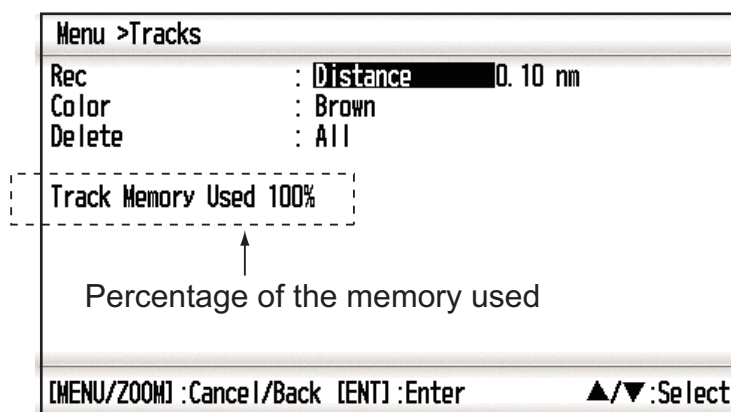 Menu >Tracks
Rec : Distance 0.10 nm
Color : Brown
Delete : All
Track Memory Used 100%
Percentage of the memory used
[MENU/ZOOM]:Cancel/Back [ENT]:Enter ▲/▼:Select